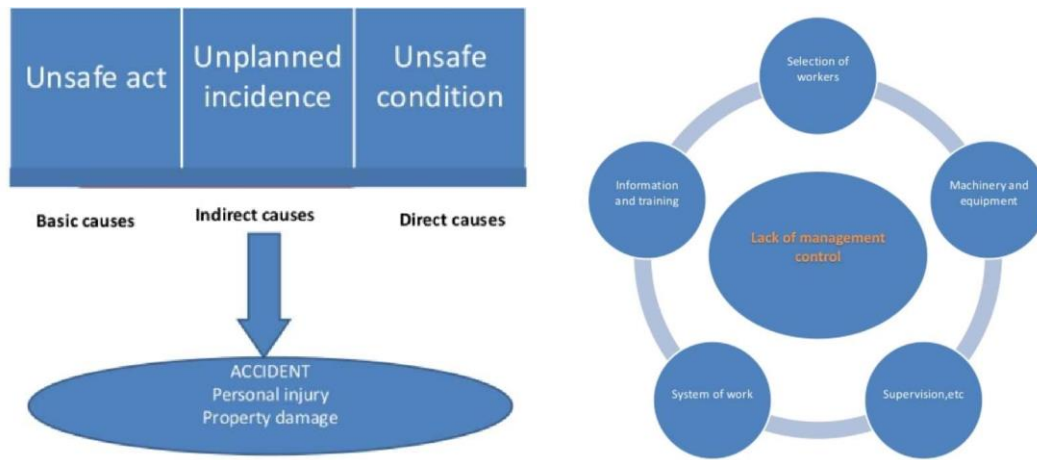 Unsafe act
Unplanned
incidence
Unsafe
condition
Basic causes
Indirect causes
Direct causes
ACCIDENT
Personal injury
Property damage
Selection of
workers
Information
and training
Machinery and
equipment
Lack of management
control
System of work
Supervision,etc